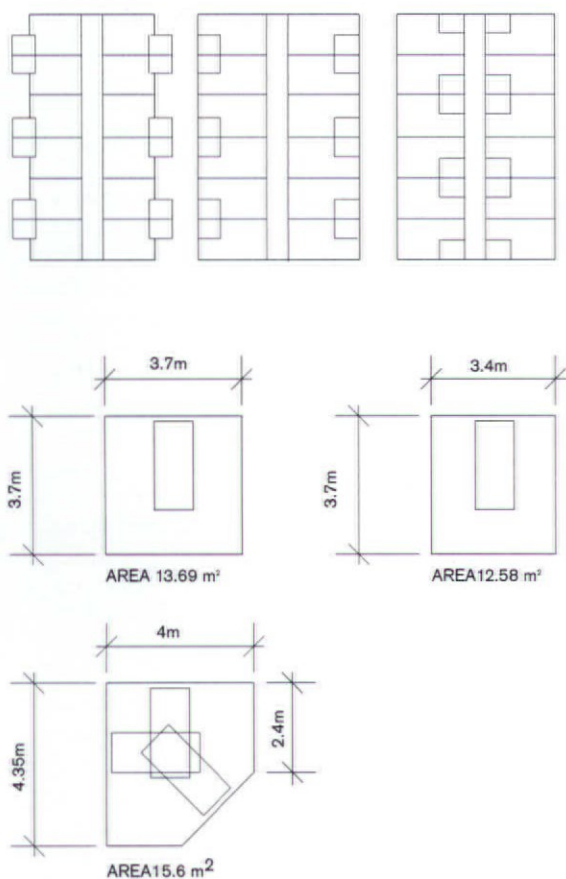 3.7m
3.4m
3.7m
3.7m
AREA 13.69 m²
AREA12.58 m²
4m
4.35m
2.4m
AREA15.6 m²